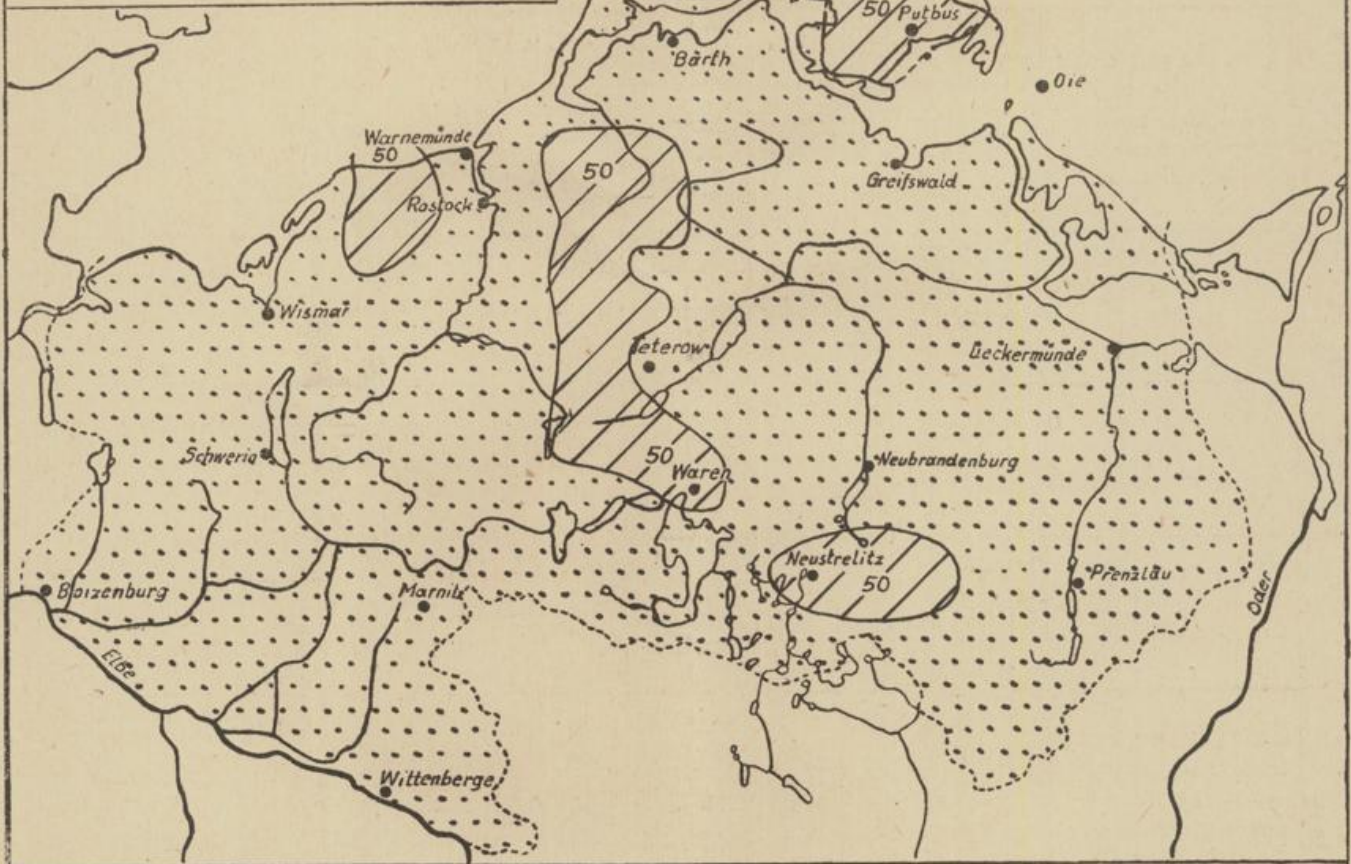 50 Putbus
Barth
Oie
Warnemünde
50
50
Greifswald
Rostock
Wismar
Teterow
Ueckermünde
Schwerin
50
Waren
Neubrandenburg
Neustrelitz
50
Boizenburg
Marnitz
Prenzlau
Oder
Elbe
Wittenberge